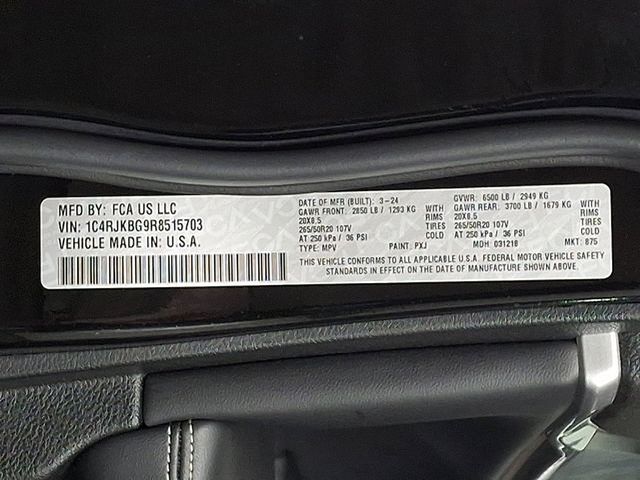 MFD BY: FCA US LLC
VIN: 1C4RJKBG9R8515703
VEHICLE MADE IN: U.S.A.
DATE OF MFR (BUILT): 3-24
GAWR FRONT: 2850 LB / 1293 KG WITH
20X8.5 RIMS
265/50R20 107V TIRES
AT 250 kPa / 36 PSI COLD
TYPE: MPV PAINT: PXJ
GVWR: 6500 LB / 2949 KG
GAWR REAR: 3700 LB / 1679 KG WITH
20X8.5 RIMS
265/50R20 107V TIRES
AT 250 kPa / 36 PSI COLD
MDH: 031218 MKT: 875
THIS VEHICLE CONFORMS TO ALL APPLICABLE U.S.A. FEDERAL MOTOR VEHICLE SAFETY
STANDARDS IN EFFECT ON THE DATE OF MANUFACTURE SHOWN ABOVE.